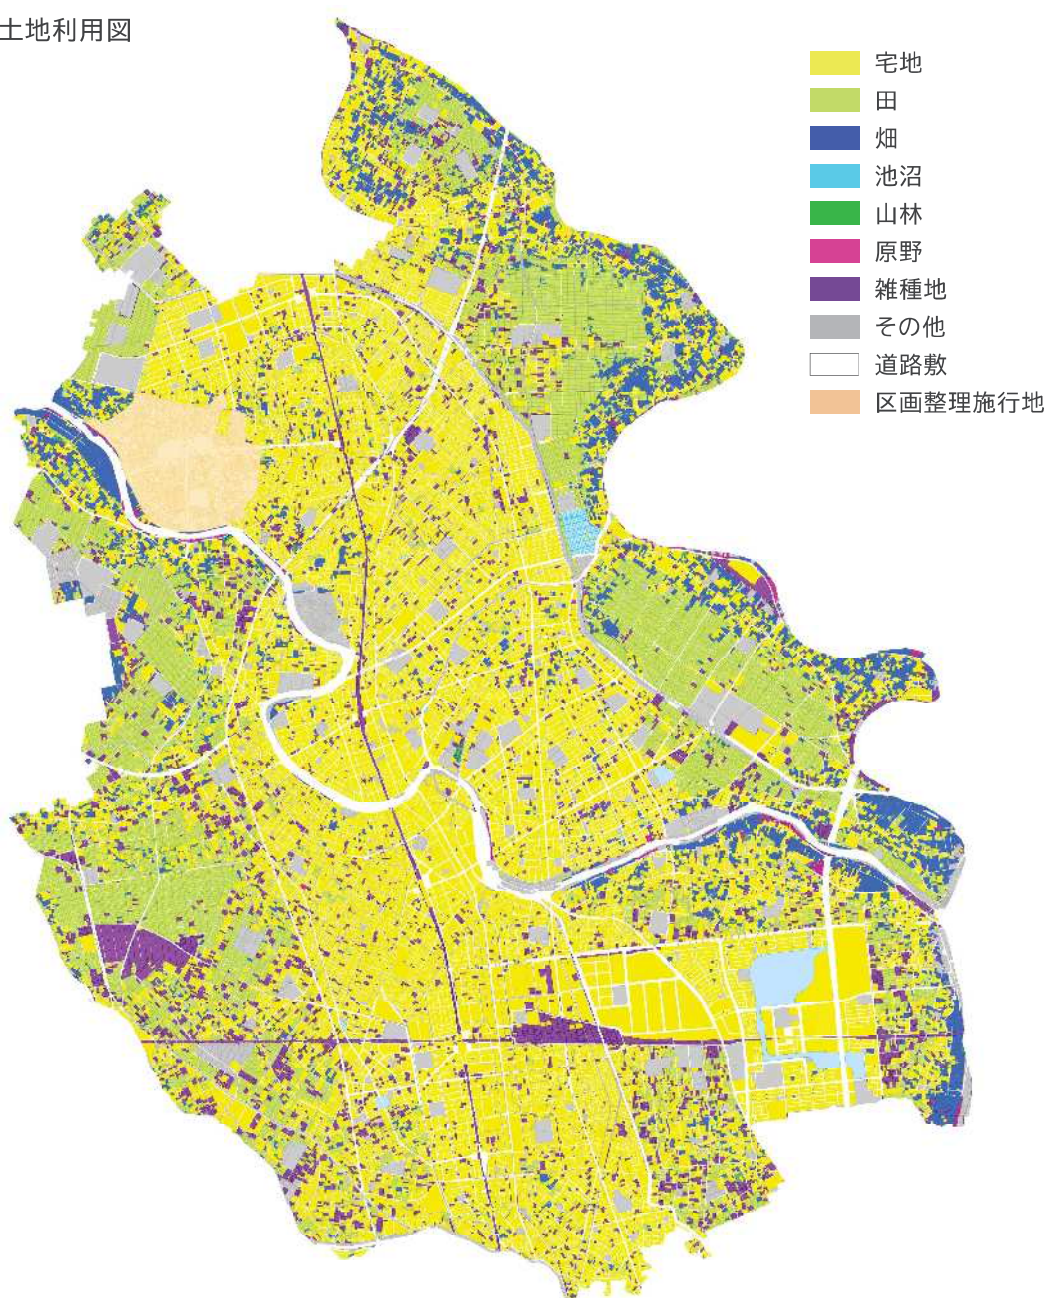 土地利用図
宅地
田
畑
池沼
山林
原野
雑種地
その他
道路敷
区画整理施行地